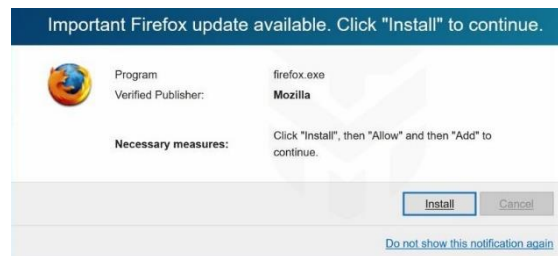 Important Firefox update available. Click "Install" to continue.
Program firefox.exe
Verified Publisher: Mozilla
Necessary measures: Click "Install", then "Allow" and then "Add" to
continue.
Install Cancel
Do not show this notification again